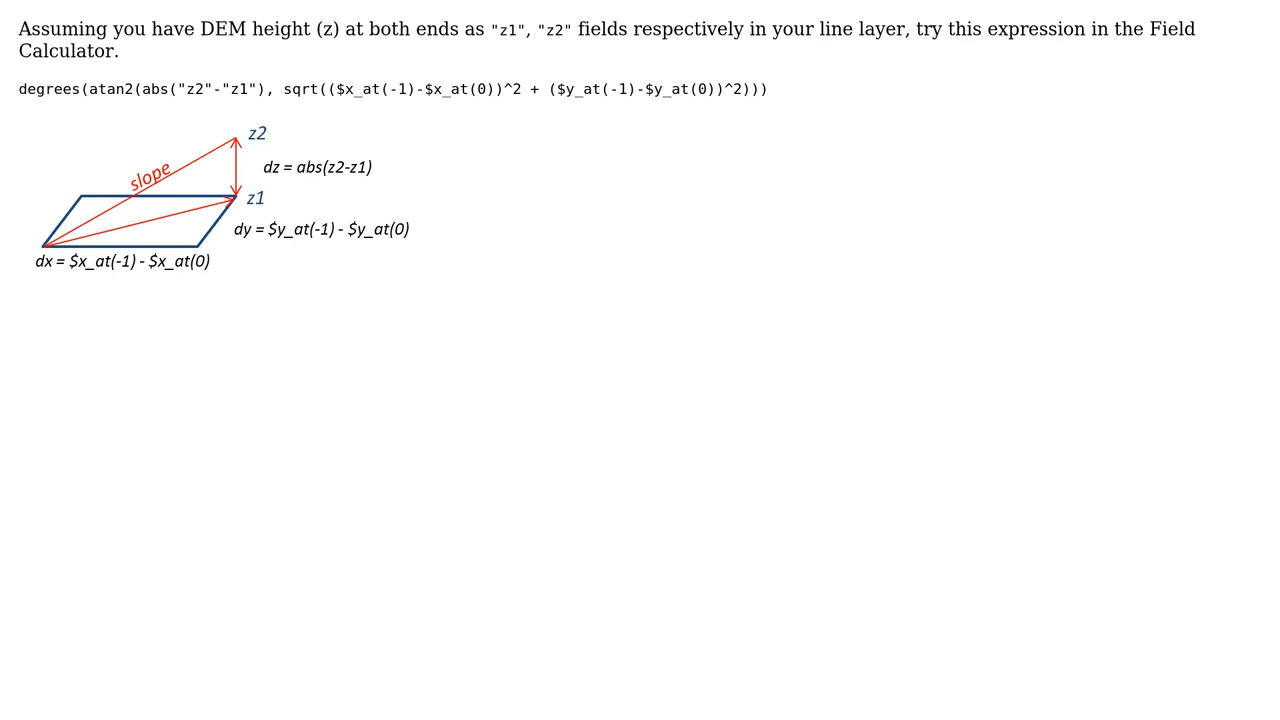 Assuming you have DEM height (z) at both ends as "z1", "z2" fields respectively in your line layer, try this expression in the Field
Calculator.
degrees(atan2(abs("z2"-"z1"), sqrt(($x_at(-1)-$x_at(0))^2 + ($y_at(-1)-$y_at(0))^2)))
z2
dz = abs(z2-z1)
slope
z1
dy = $y_at(-1) - $y_at(0)
dx = $x_at(-1) - $x_at(0)